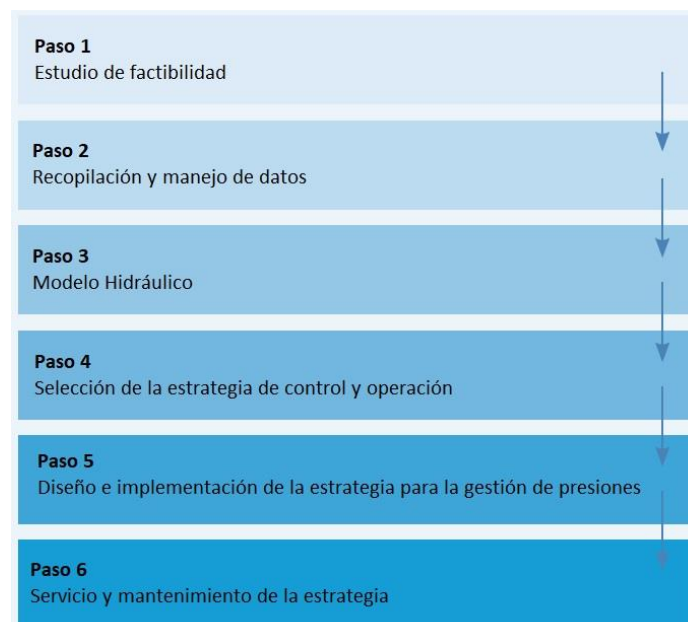 Paso 1
Estudio de factibilidad
Paso 2
Recopilación y manejo de datos
Paso 3
Modelo Hidráulico
Paso 4
Selección de la estrategia de control y operación
Paso 5
Diseño e implementación de la estrategia para la gestión de presiones
Paso 6
Servicio y mantenimiento de la estrategia